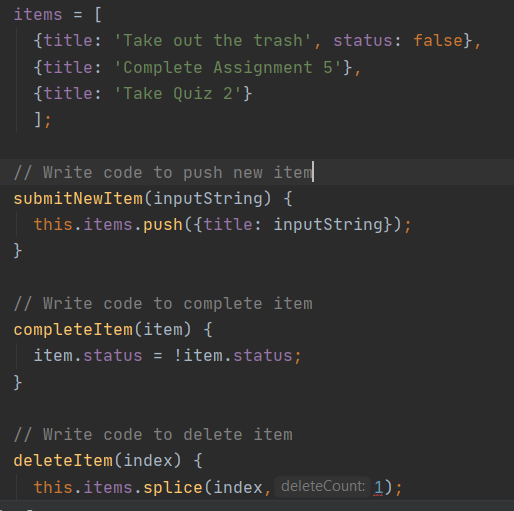 items = [
  {title: 'Take out the trash', status: false},
  {title: 'Complete Assignment 5'},
  {title: 'Take Quiz 2'}
  ];
// Write code to push new item
submitNewItem(inputString) {
  this.items.push({title: inputString});
}
// Write code to complete item
completeItem(item) {
  item.status = !item.status;
}
// Write code to delete item
deleteItem(index) {
  this.items.splice(index, deleteCount: 1);